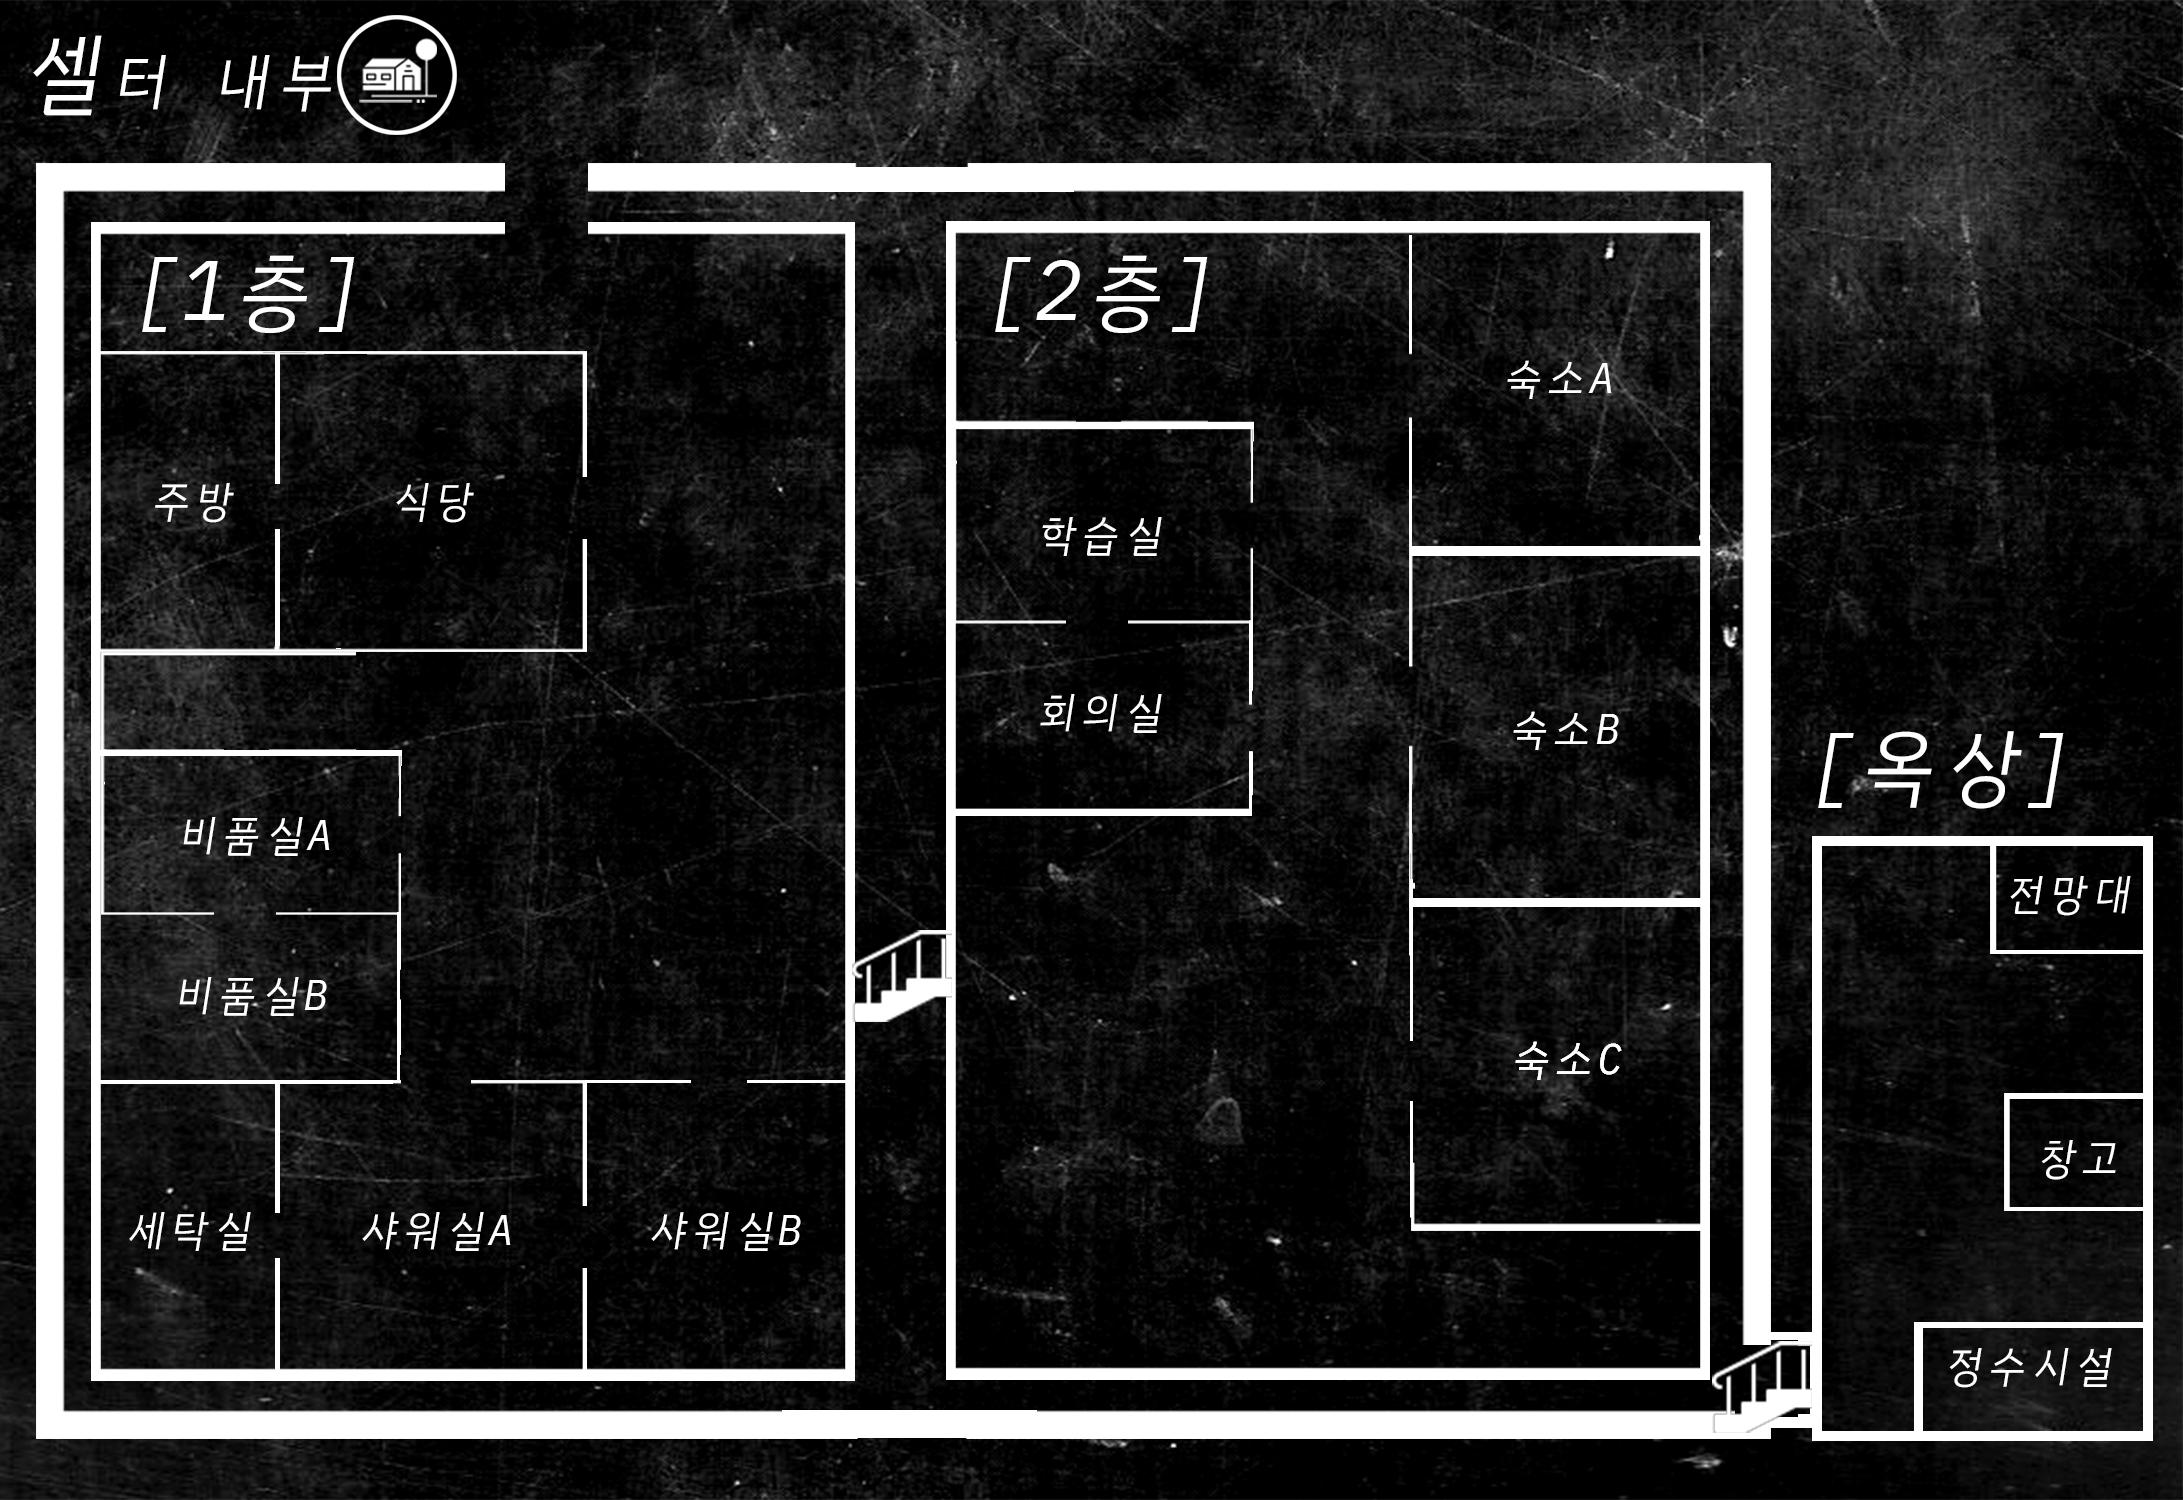 셸터 내부
[1층]
주방
식당
비품실A
비품실B
세탁실
샤워실A
샤워실B
[2층]
숙소A
학습실
회의실
숙소B
숙소C
[옥상]
전망대
창고
정수시설